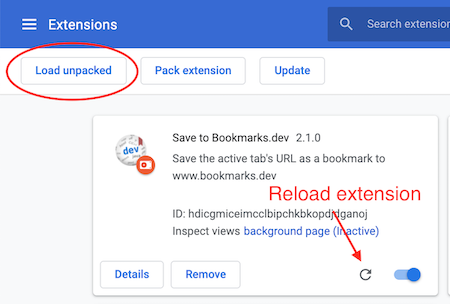 Extensions
Search extension
Load unpacked
Pack extension
Update
dev
Save to Bookmarks.dev 2.1.0
Save the active tab's URL as a bookmark to
www.bookmarks.dev
Reload extension
ID: hdicgmiceimcclbipchkbkopdjdganoj
Inspect views background page (Inactive)
Details
Remove